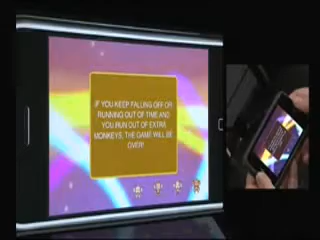 IF YOU KEEP FALLING OFF OR
RUNNING OUT OF TIME AND
YOU RUN OUT OF EXTRA
MONKEYS, THE GAME WILL BE
OVER!